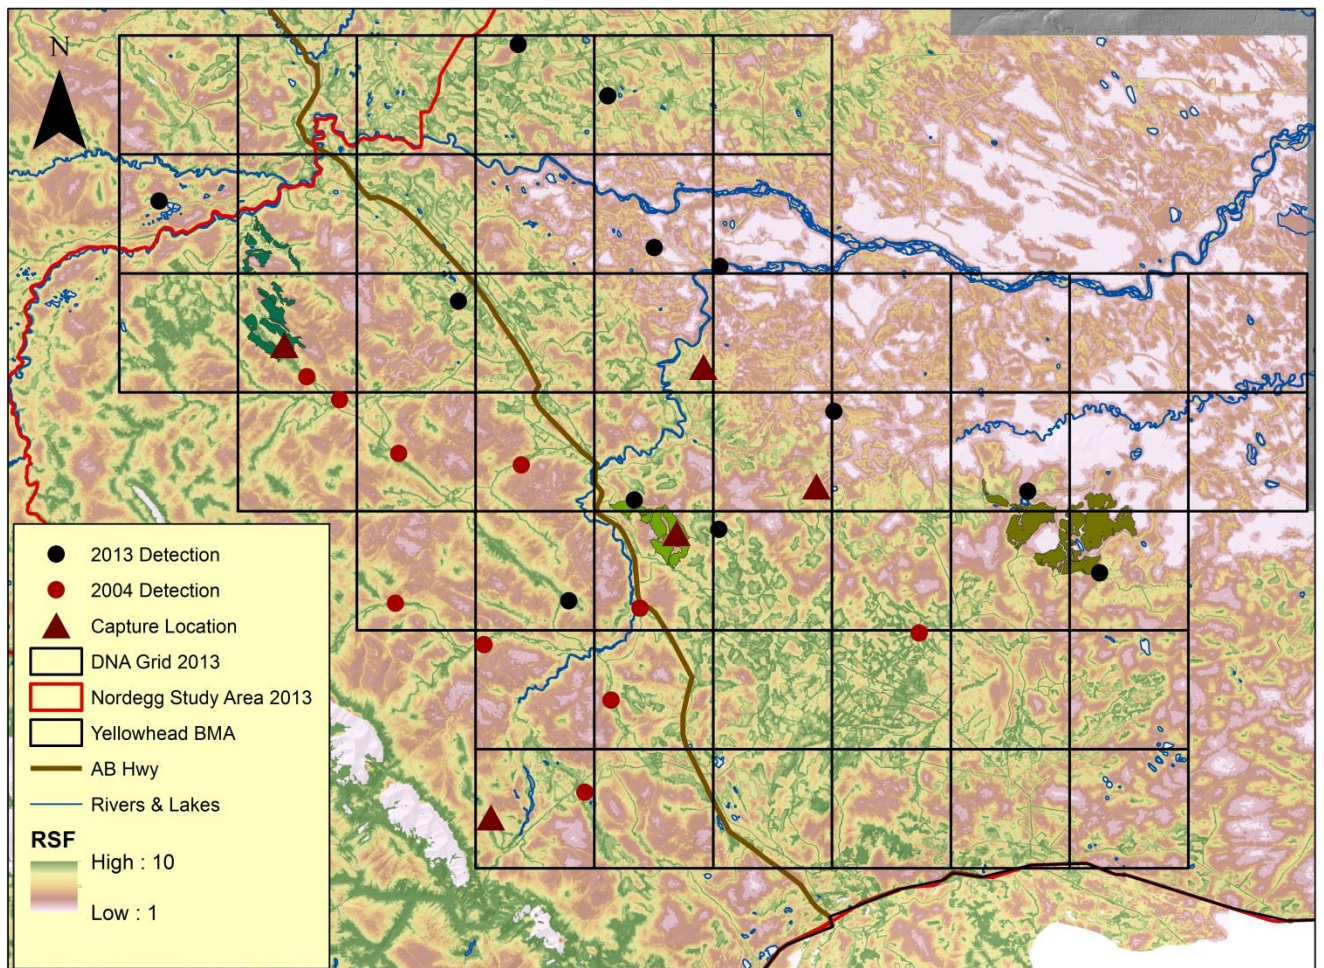 N
2013 Detection
2004 Detection
Capture Location
DNA Grid 2013
Nordegg Study Area 2013
Yellowhead BMA
AB Hwy
Rivers & Lakes
RSF
High : 10
Low : 1